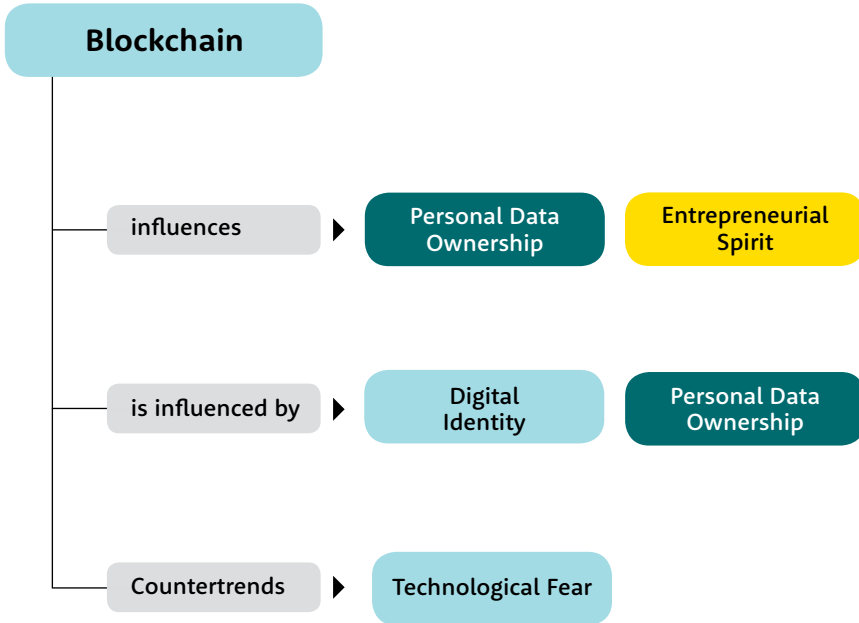 Blockchain
influences
Personal Data
Ownership
Entrepreneurial
Spirit
is influenced by
Digital
Identity
Personal Data
Ownership
Countertrends
Technological Fear